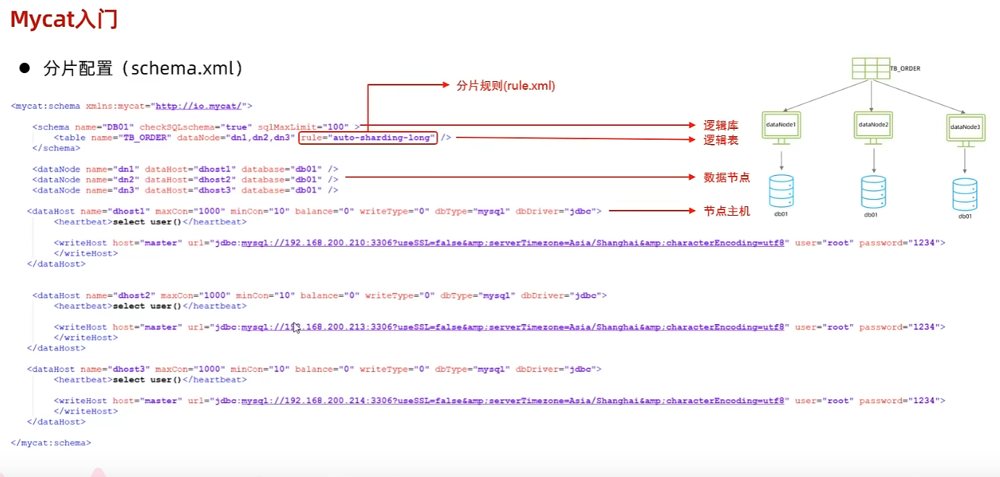 Mycat入门
● 分片配置（schema.xml）
分片规则(rule.xml)
<mycat:schema xmlns:mycat="http://io.mycat/">
<schema name="DB01" checkSQLschema="true" sqlMaxLimit="100" >
逻辑库
<table name="TB_ORDER" dataNode="dn1,dn2,dn3" rule="auto-sharding-long" />
逻辑表
</schema>
<dataNode name="dn1" dataHost="dhost1" database="db01" />
<dataNode name="dn2" dataHost="dhost2" database="db01" />
数据节点
<dataNode name="dn3" dataHost="dhost3" database="db01" />
<dataHost name="dhost1" maxCon="1000" minCon="10" balance="0" writeType="0" dbType="mysql" dbDriver="jdbc">
节点主机
<heartbeat>select user()</heartbeat>
<writeHost host="master" url="jdbc:mysql://192.168.200.210:3306?useSSL=false&amp;serverTimezone=Asia/Shanghai&amp;characterEncoding=utf8" user="root" password="1234">
</writeHost>
</dataHost>
<dataHost name="dhost2" maxCon="1000" minCon="10" balance="0" writeType="0" dbType="mysql" dbDriver="jdbc">
<heartbeat>select user()</heartbeat>
<writeHost host="master" url="jdbc:mysql://192.168.200.213:3306?useSSL=false&amp;serverTimezone=Asia/Shanghai&amp;characterEncoding=utf8" user="root" password="1234">
</writeHost>
</dataHost>
<dataHost name="dhost3" maxCon="1000" minCon="10" balance="0" writeType="0" dbType="mysql" dbDriver="jdbc">
<heartbeat>select user()</heartbeat>
<writeHost host="master" url="jdbc:mysql://192.168.200.214:3306?useSSL=false&amp;serverTimezone=Asia/Shanghai&amp;characterEncoding=utf8" user="root" password="1234">
</writeHost>
</dataHost>
</mycat:schema>
TB_ORDER
dataNode1
dataNode2
dataNode3
db01
db01
db01